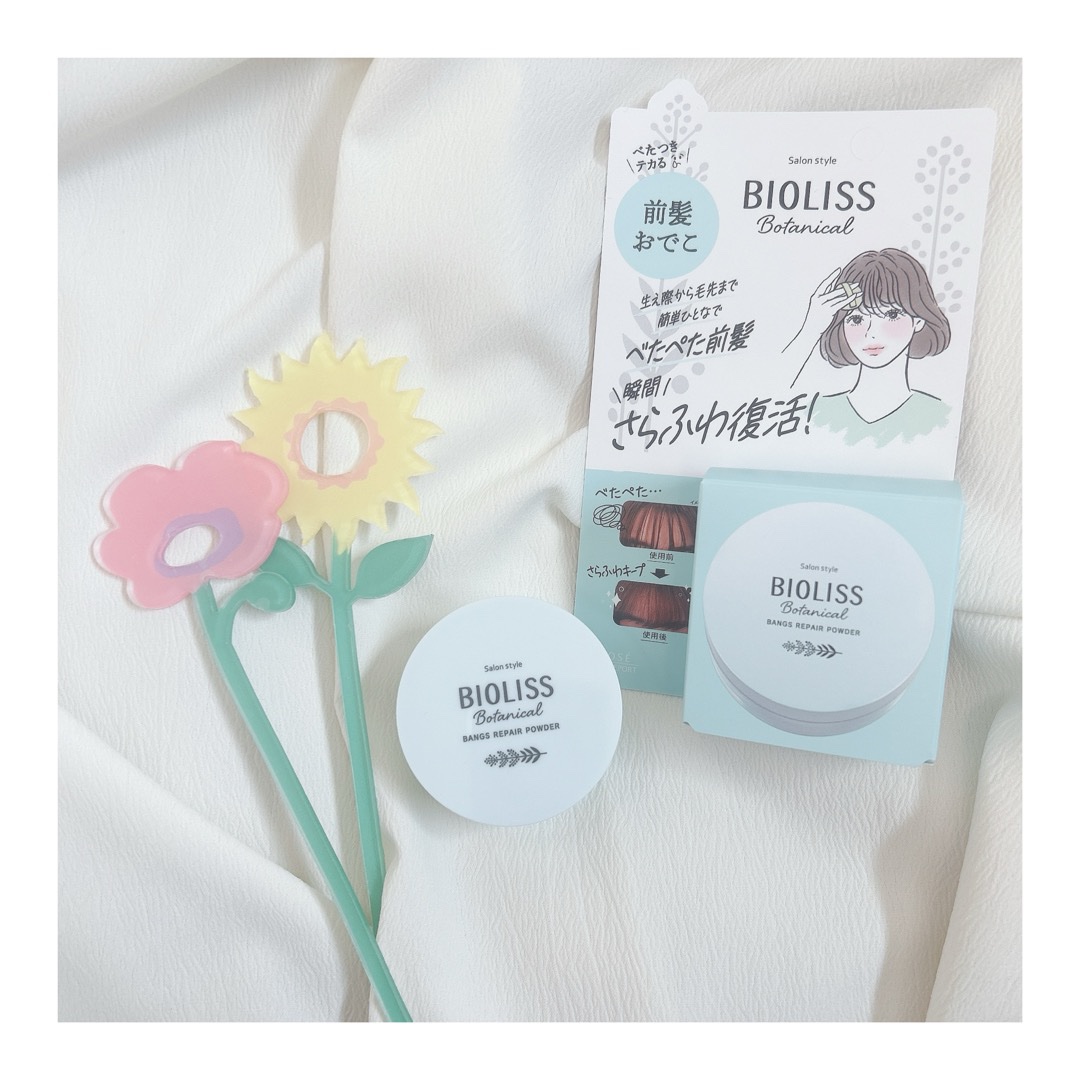 べたつき
テカる
前髪
おでこ
Salon style
BIOLISS
Botanical
生え際から毛先まで
簡単ひとなで
べたぺた前髪
瞬間
さらふわ復活!
べたぺた…
使用前
さらふわキープ
使用後
Salon style
BIOLISS
Botanical
BANGS REPAIR POWDER
Salon style
BIOLISS
Botanical
BANGS REPAIR POWDER